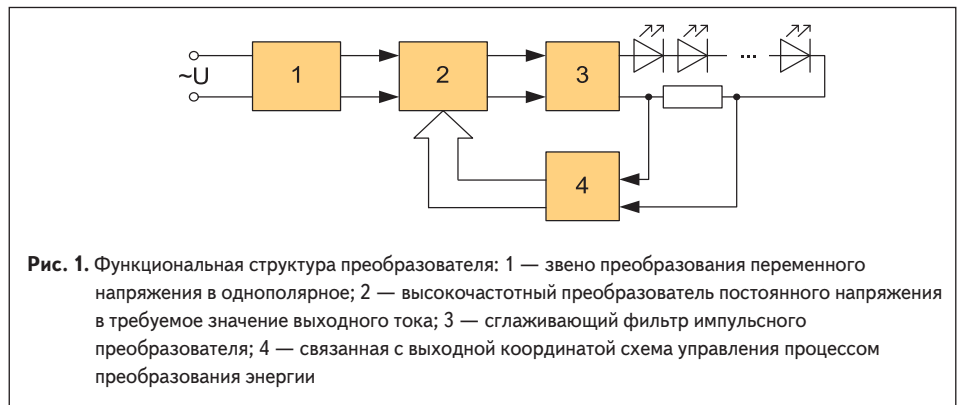 ~U
1
2
3
...
4
Рис. 1. Функциональная структура преобразователя: 1 — звено преобразования переменного
напряжения в однополярное; 2 — высокочастотный преобразователь постоянного напряжения
в требуемое значение выходного тока; 3 — сглаживающий фильтр импульсного
преобразователя; 4 — связанная с выходной координатой схема управления процессом
преобразования энергии